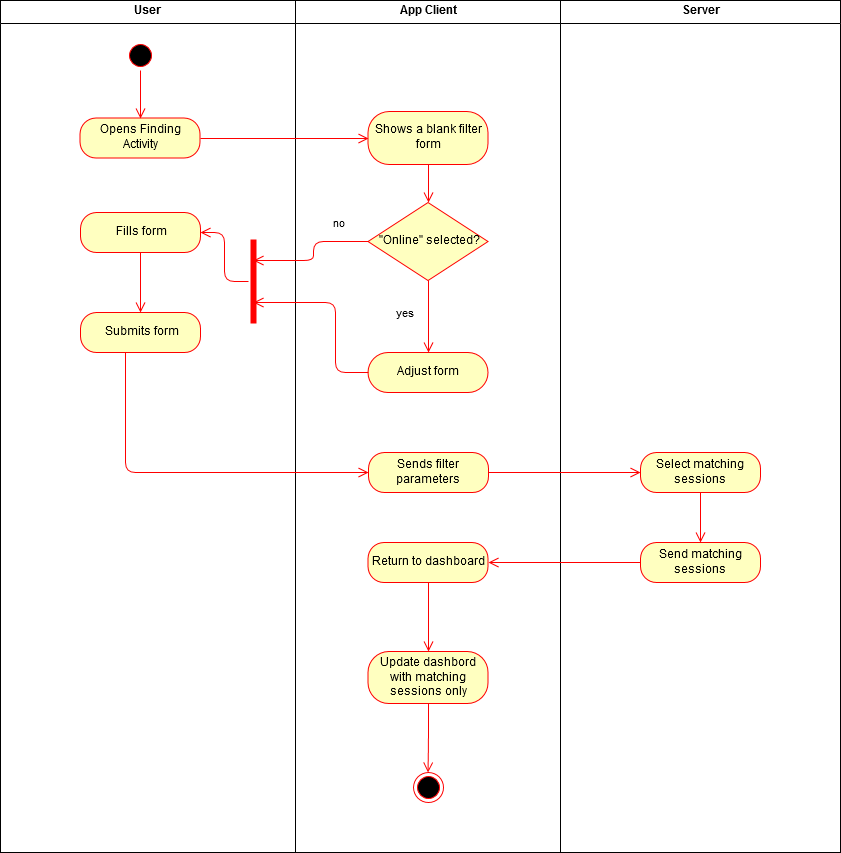 User
App Client
Server
Opens Finding
Activity
Shows a blank filter
form
no
"Online" selected?
Fills form
yes
Submits form
Adjust form
Sends filter
parameters
Select matching
sessions
Return to dashboard
Send matching
sessions
Update dashbord
with matching
sessions only